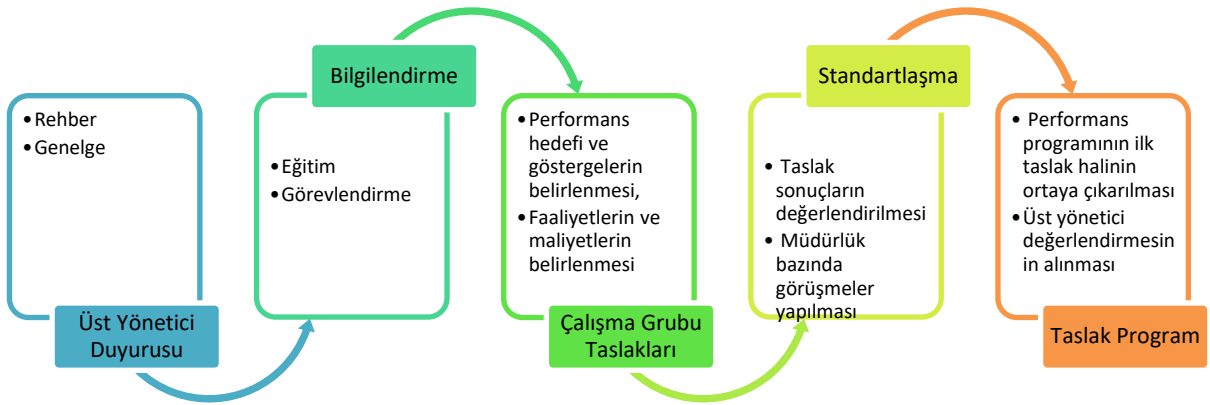 •Rehber
•Genelge
Üst Yönetici
Duyurusu
Bilgilendirme
•Eğitim
•Görevlendirme
•Performans
hedefi ve
göstergelerin
belirlenmesi,
•Faaliyetlerin ve
maliyetlerin
belirlenmesi
Çalışma Grubu
Taslakları
Standartlaşma
•Taslak
sonuçların
değerlendirilmesi
• Müdürlük
bazında
görüşmeler
yapılması
• Performans
programının ilk
taslak halinin
ortaya çıkarılması
•Üst yönetici
değerlendirmesin
in alınması
Taslak Program